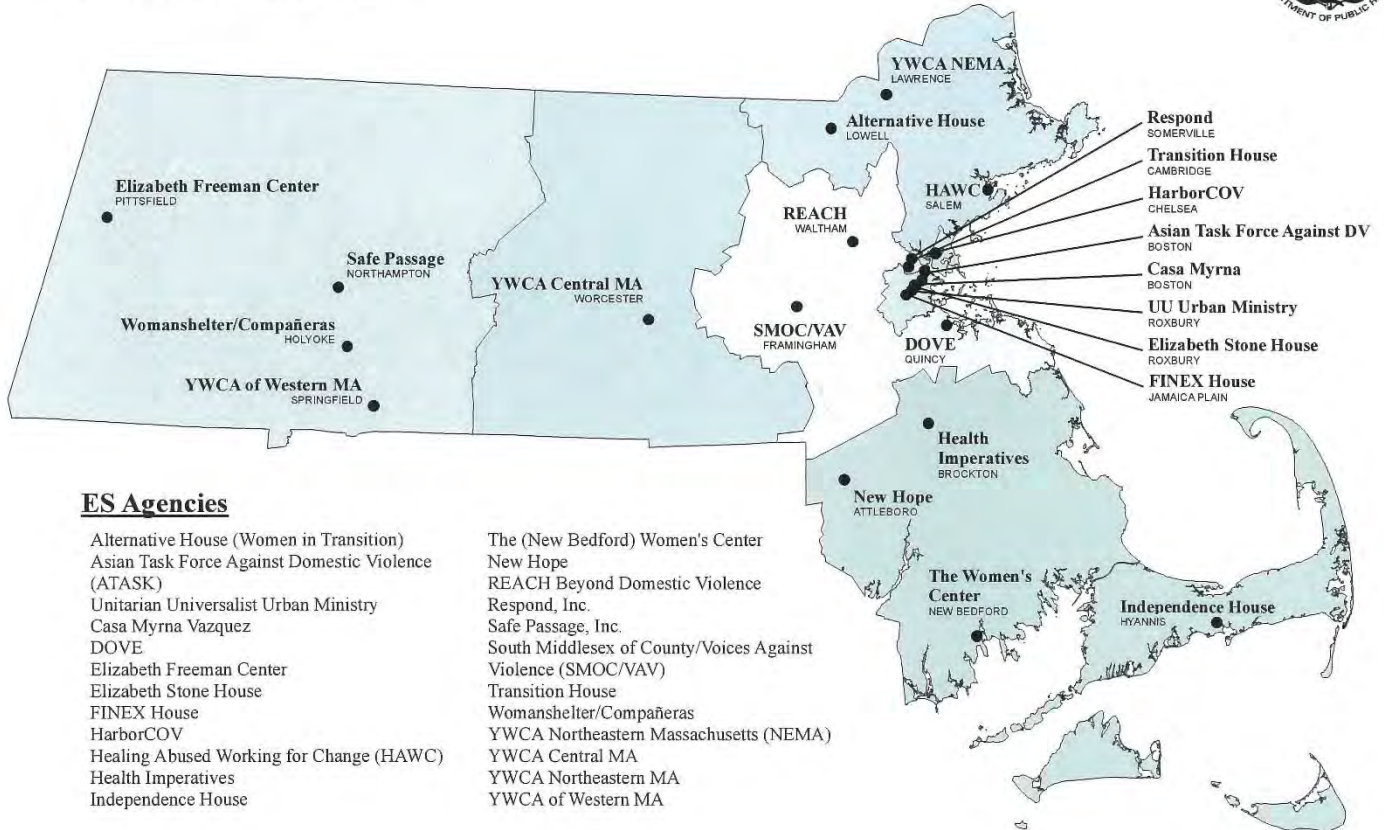 TMENT OF PUBLIC H
YWCA NEMA
LAWRENCE
Alternative House
LOWELL
Respond
SOMERVILLE
Transition House
CAMBRIDGE
HarborCOV
CHELSEA
Asian Task Force Against DV
BOSTON
Casa Myrna
BOSTON
UU Urban Ministry
ROXBURY
Elizabeth Stone House
ROXBURY
FINEX House
JAMAICA PLAIN
Elizabeth Freeman Center
PITTSFIELD
HAWC
SALEM
REACH
WALTHAM
Safe Passage
NORTHAMPTON
YWCA Central MA
WORCESTER
Womanshelter/Compañeras
HOLYOKE
SMOC/VAV
FRAMINGHAM
DOVE
QUINCY
YWCA of Western MA
SPRINGFIELD
Health
Imperatives
BROCKTON
New Hope
ATTLEBORO
The Women's
Center
NEW BEDFORD
Independence House
HYANNIS
ES Agencies
Alternative House (Women in Transition)
Asian Task Force Against Domestic Violence
(ATASK)
Unitarian Universalist Urban Ministry
Casa Myrna Vazquez
DOVE
Elizabeth Freeman Center
Elizabeth Stone House
FINEX House
HarborCOV
Healing Abused Working for Change (HAWC)
Health Imperatives
Independence House
The (New Bedford) Women's Center
New Hope
REACH Beyond Domestic Violence
Respond, Inc.
Safe Passage, Inc.
South Middlesex of County/Voices Against
Violence (SMOC/VAV)
Transition House
Womanshelter/Compañeras
YWCA Northeastern Massachusetts (NEMA)
YWCA Central MA
YWCA Northeastern MA
YWCA of Western MA